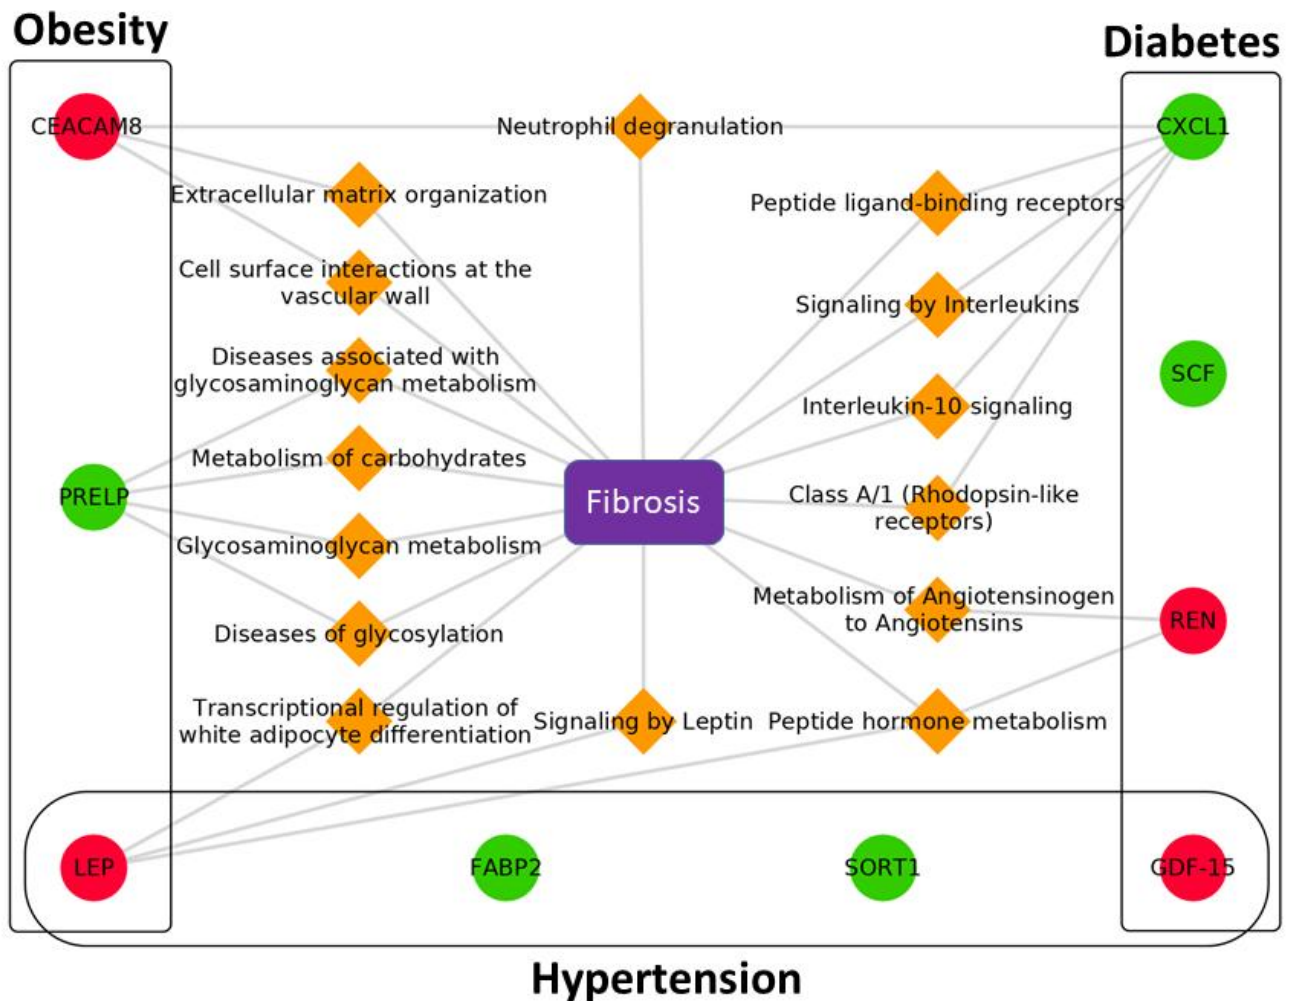 Obesity
Diabetes
CEACAM8
Neutrophil degranulation
CXCL1
Extracellular matrix organization
Peptide ligand-binding receptors
Cell surface interactions at the
vascular wall
Signaling by Interleukins
Diseases associated with
glycosaminoglycan metabolism
SCF
Interleukin-10 signaling
Metabolism of carbohydrates
PRELP
Fibrosis
Class A/1 (Rhodopsin-like
receptors)
Glycosaminoglycan metabolism
Metabolism of Angiotensinogen
to Angiotensins
REN
Diseases of glycosylation
Transcriptional regulation of
white adipocyte differentiation
Signaling by Leptin
Peptide hormone metabolism
LEP
FABP2
SORT1
GDF-15
Hypertension